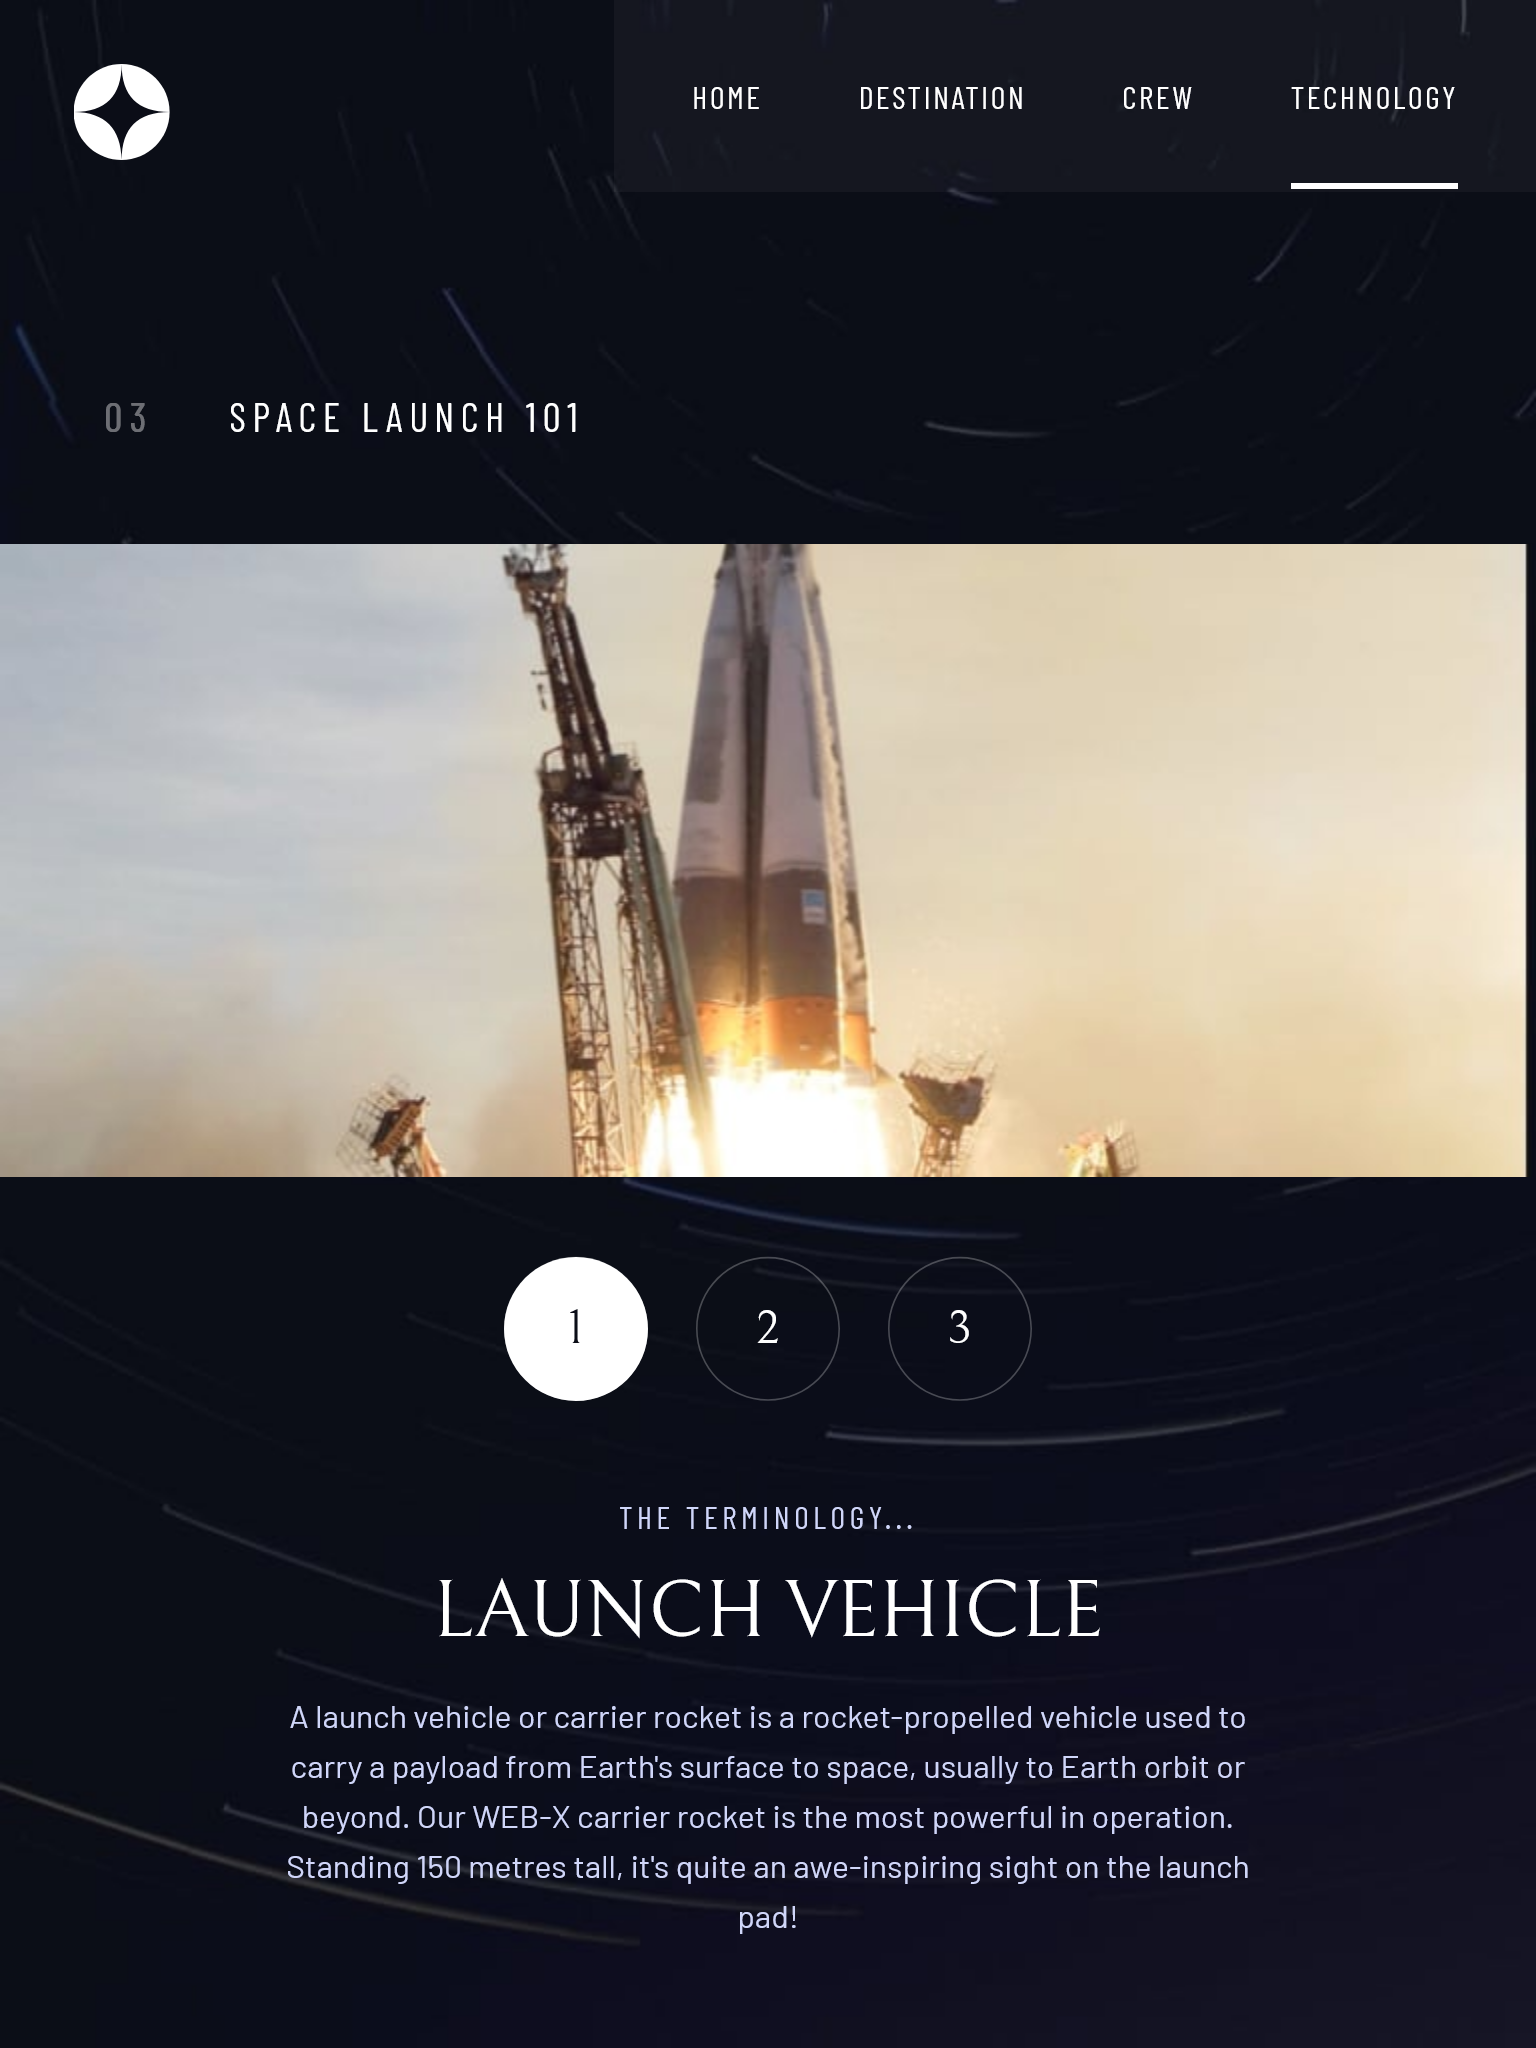 HOME DESTINATION CREW TECHNOLOGY
03 SPACE LAUNCH 101
1 2 3
THE TERMINOLOGY...
LAUNCH VEHICLE
A launch vehicle or carrier rocket is a rocket-propelled vehicle used to
carry a payload from Earth's surface to space, usually to Earth orbit or
beyond. Our WEB-X carrier rocket is the most powerful in operation.
Standing 150 metres tall, it's quite an awe-inspiring sight on the launch
pad!